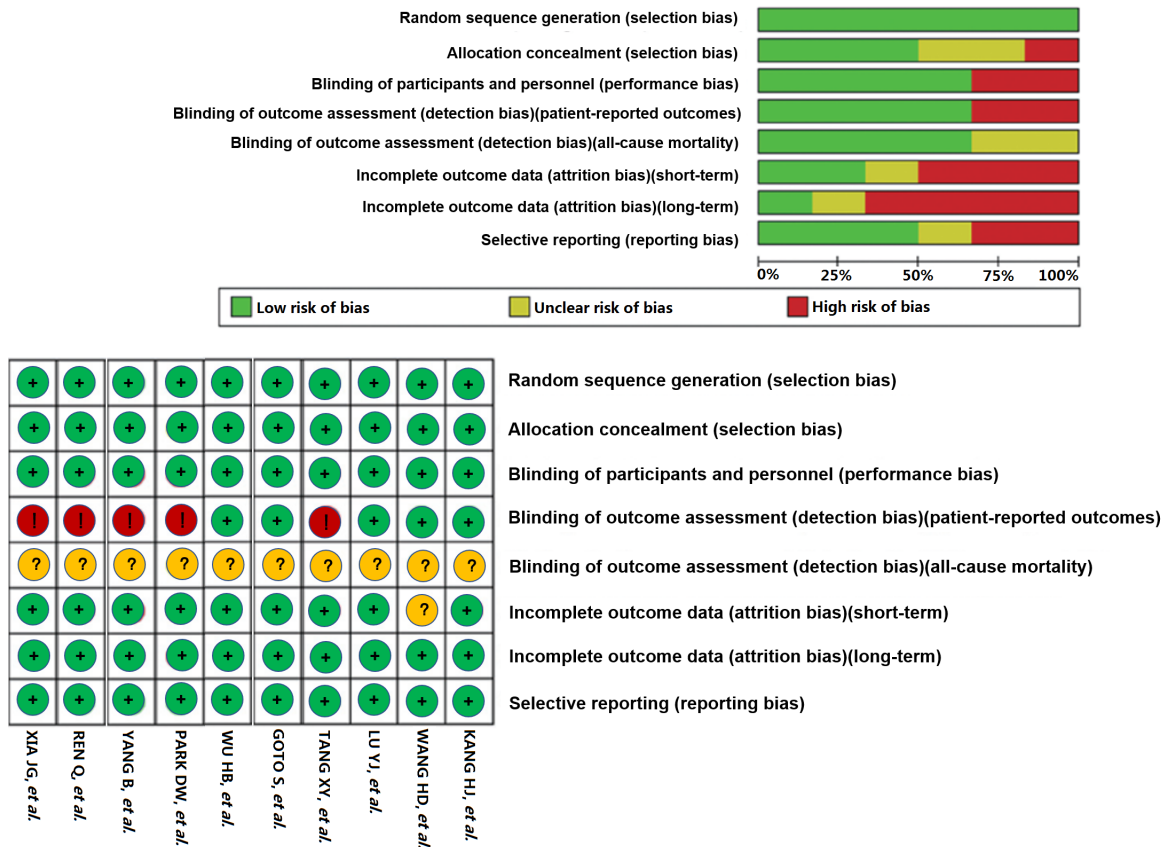 Random sequence generation (selection bias)
Allocation concealment (selection bias)
Blinding of participants and personnel (performance bias)
Blinding of outcome assessment (detection bias)(patient-reported outcomes)
Blinding of outcome assessment (detection bias)(all-cause mortality)
Incomplete outcome data (attrition bias)(short-term)
Incomplete outcome data (attrition bias)(long-term)
Selective reporting (reporting bias)
0% 25% 50% 75% 100%
Low risk of bias Unclear risk of bias High risk of bias
+ + + + + + + + + + Random sequence generation (selection bias)
+ + + + + + + + + + Allocation concealment (selection bias)
+ + + + + + + + + + Blinding of participants and personnel (performance bias)
! ! ! ! + + ! + + + Blinding of outcome assessment (detection bias)(patient-reported outcomes)
? ? ? ? ? ? ? ? ? ? Blinding of outcome assessment (detection bias)(all-cause mortality)
+ + + + + + + + ? + Incomplete outcome data (attrition bias)(short-term)
+ + + + + + + + + + Incomplete outcome data (attrition bias)(long-term)
+ + + + + + + + + + Selective reporting (reporting bias)
XIA JG, et al.
REN Q, et al.
YANG B, et al.
PARK DW, et al.
WU HB, et al.
GOTO S, et al.
TANG XY, et al.
LU YJ, et al.
WANG HD, et al.
KANG HJ, et al.